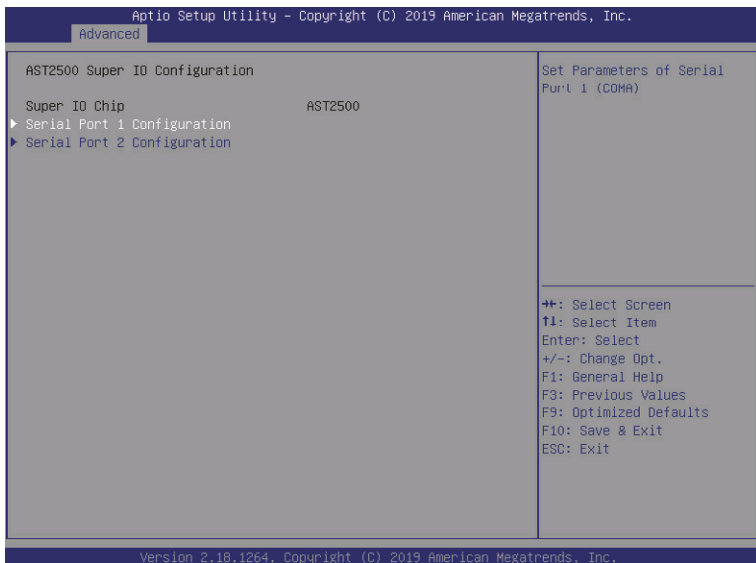 Aptio Setup Utility – Copyright (C) 2019 American Megatrends, Inc.
Advanced
AST2500 Super IO Configuration
Super IO Chip AST2500
Serial Port 1 Configuration
Serial Port 2 Configuration
Set Parameters of Serial
Port 1 (COMA)
→←: Select Screen
↑↓: Select Item
Enter: Select
+/-: Change Opt.
F1: General Help
F3: Previous Values
F9: Optimized Defaults
F10: Save & Exit
ESC: Exit
Version 2.18.1264. Copyright (C) 2019 American Megatrends, Inc.